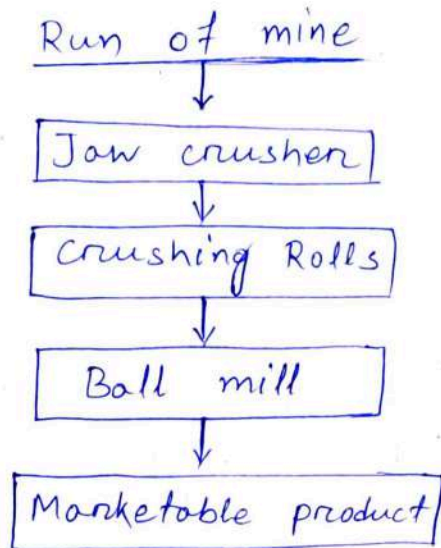 Run of mine
Jaw crusher
Crushing Rolls
Ball mill
Marketable product